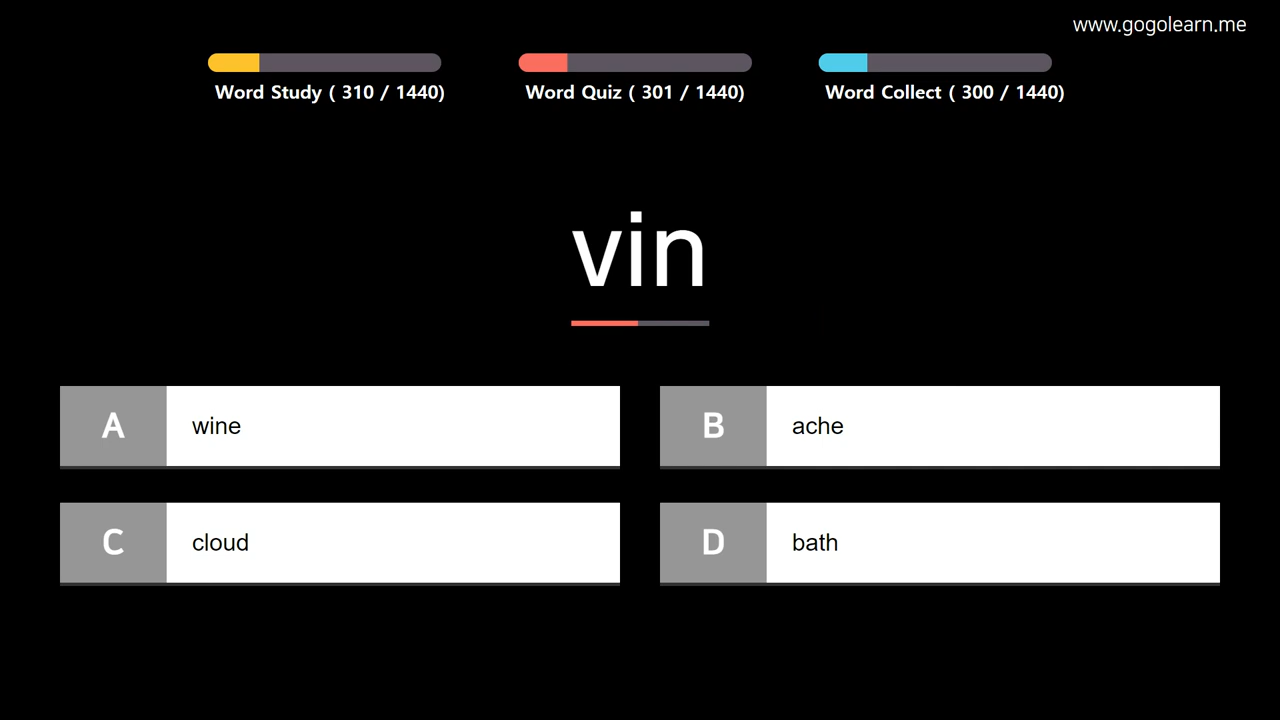 www.gogolearn.me
Word Study ( 310 / 1440)
Word Quiz ( 301 / 1440)
Word Collect ( 300 / 1440)
vin
A wine
B ache
C cloud
D bath